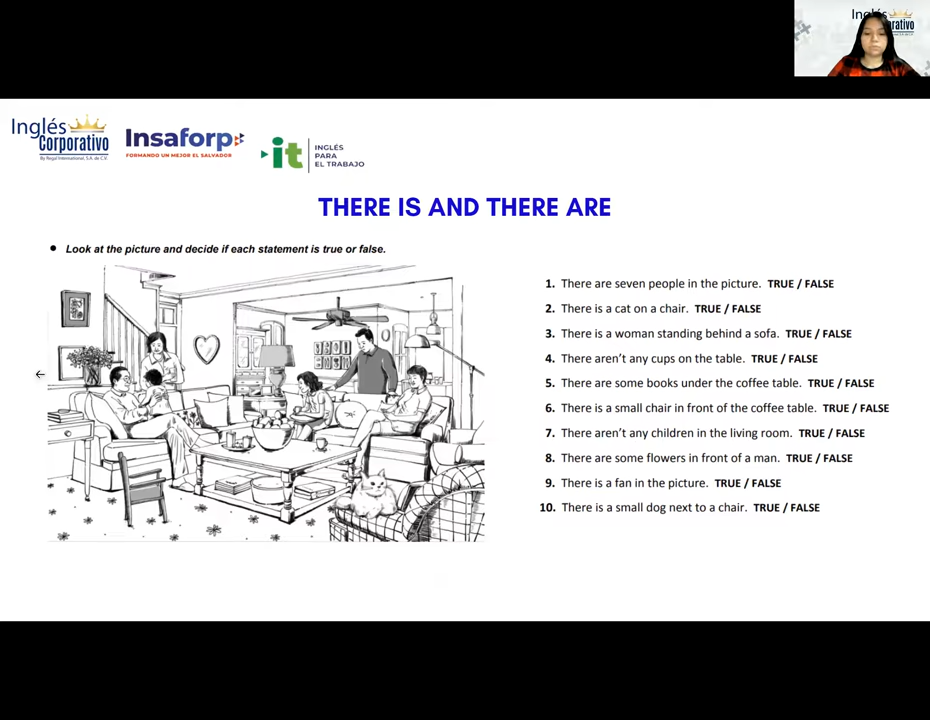 Inglés
Corporativo
By Regal International, S.A. de C.V.
Insaforp
FORMANDO UN MEJOR EL SALVADOR
it
INGLÉS
PARA
EL TRABAJO
THERE IS AND THERE ARE
Look at the picture and decide if each statement is true or false.
1. There are seven people in the picture. TRUE / FALSE
2. There is a cat on a chair. TRUE / FALSE
3. There is a woman standing behind a sofa. TRUE / FALSE
4. There aren't any cups on the table. TRUE / FALSE
5. There are some books under the coffee table. TRUE / FALSE
6. There is a small chair in front of the coffee table. TRUE / FALSE
7. There aren't any children in the living room. TRUE / FALSE
8. There are some flowers in front of a man. TRUE / FALSE
9. There is a fan in the picture. TRUE / FALSE
10. There is a small dog next to a chair. TRUE / FALSE